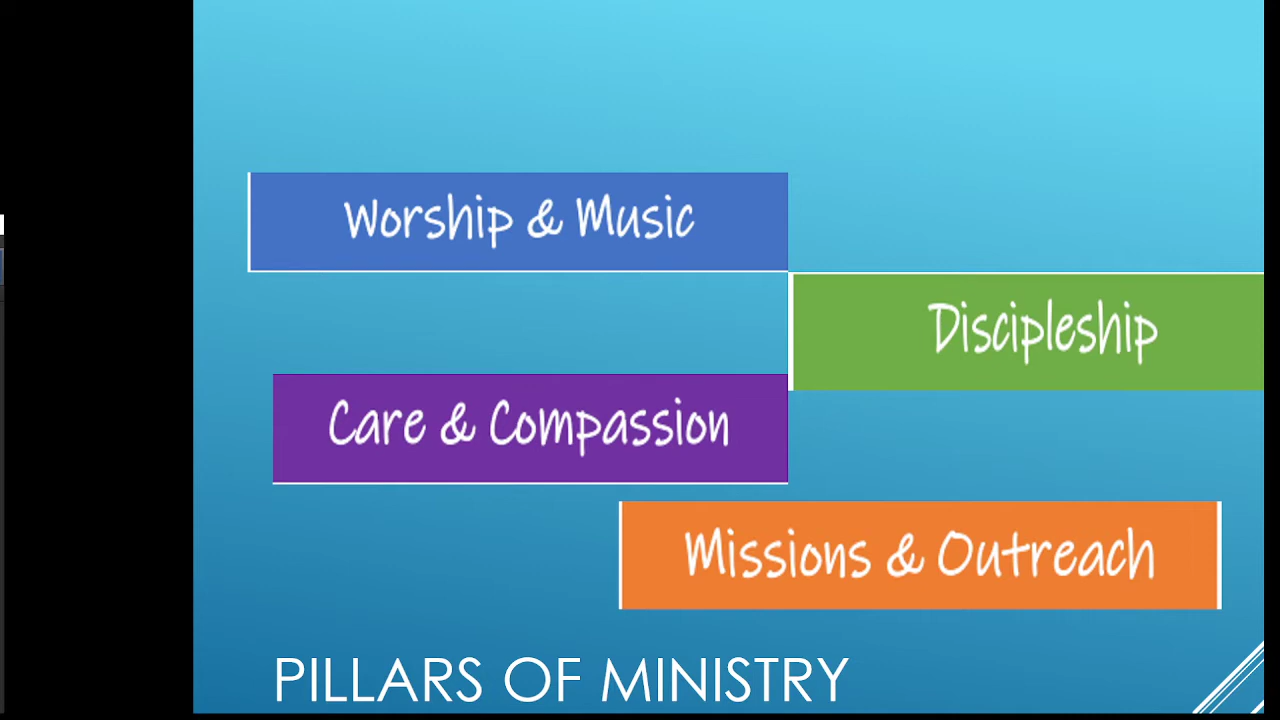 Worship & Music
Discipleship
Care & Compassion
Missions & Outreach
PILLARS OF MINISTRY